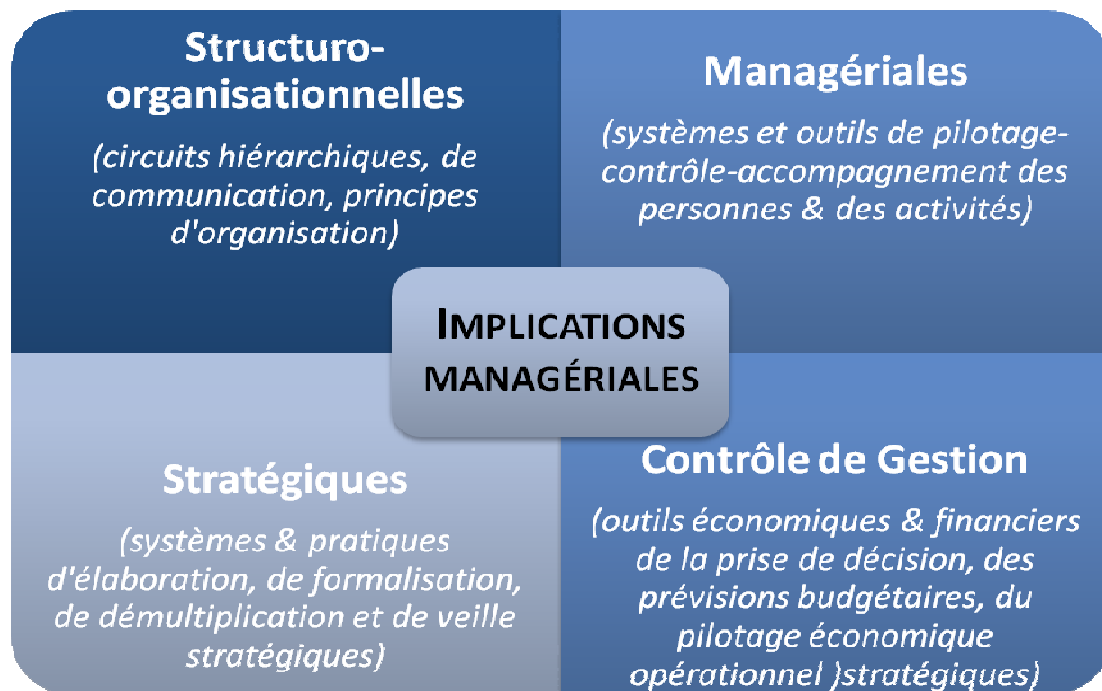 Structuro-
organisationnelles
(circuits hiérarchiques, de
communication, principes
d'organisation)
Managériales
(systèmes et outils de pilotage-
contrôle-accompagnement des
personnes & des activités)
IMPLICATIONS
MANAGÉRIALES
Stratégiques
(systèmes & pratiques
d'élaboration, de formalisation,
de démultiplication et de veille
stratégiques)
Contrôle de Gestion
(outils économiques & financiers
de la prise de décision, des
prévisions budgétaires, du
pilotage économique
opérationnel )stratégiques)